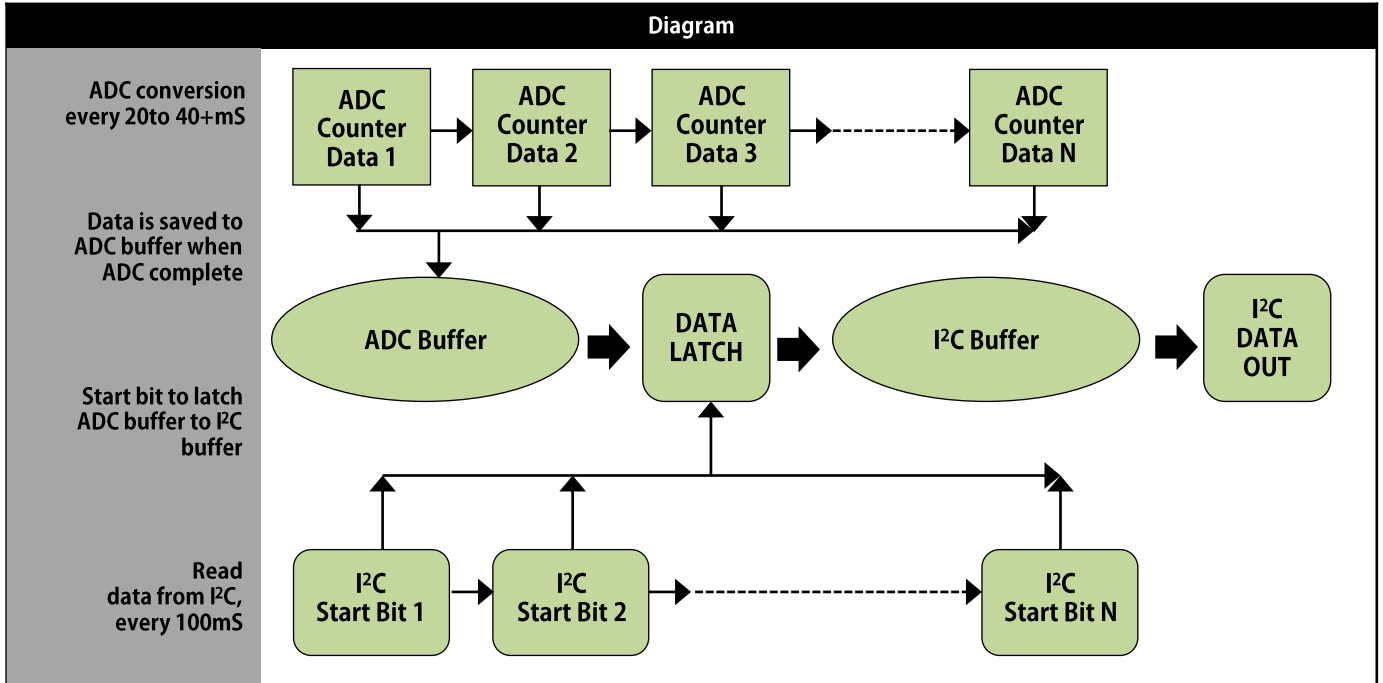 Diagram
ADC conversion
every 20to 40+mS
ADC
Counter
Data 1
ADC
Counter
Data 2
ADC
Counter
Data 3
ADC
Counter
Data N
Data is saved to
ADC buffer when
ADC complete
ADC Buffer
DATA
LATCH
I²C Buffer
I²C
DATA
OUT
Start bit to latch
ADC buffer to I²C
buffer
Read
data from I²C,
every 100mS
I²C
Start Bit 1
I²C
Start Bit 2
I²C
Start Bit N